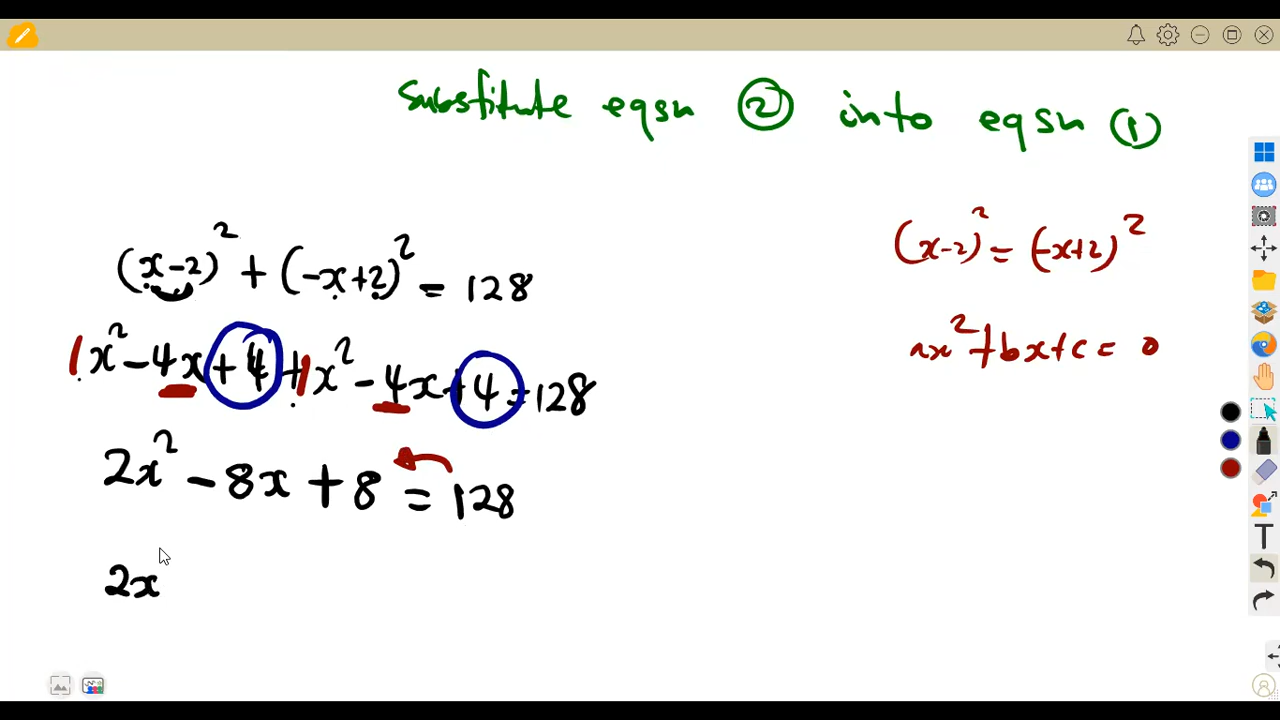 substitute eqsn ② into eqsn (1)
(x-2)² = (-x+2)²
(x-2)² + (-x+2)² = 128
1x² - 4x + 4 + 1x² - 4x + 4 = 128
ax² + bx + c = 0
2x² - 8x + 8 = 128
2x
T